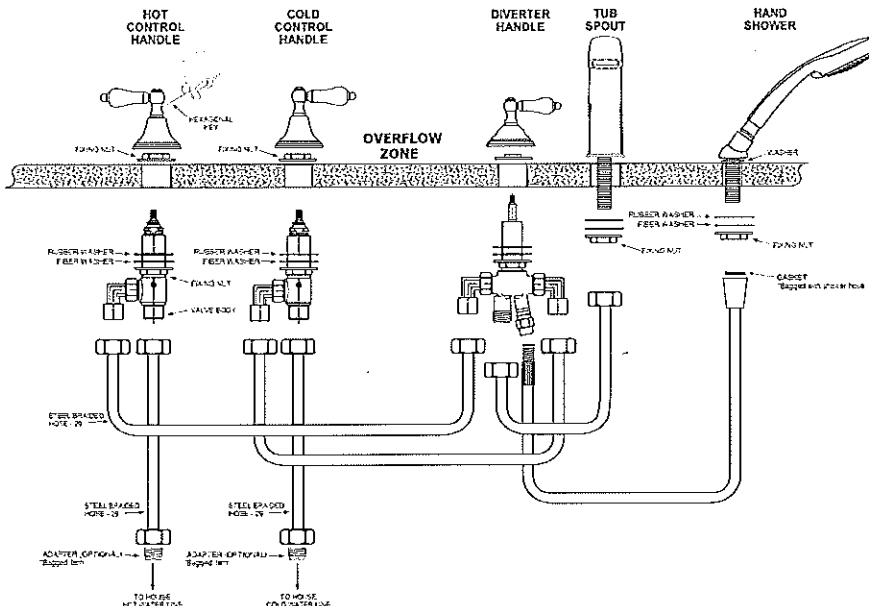 HOT
CONTROL
HANDLE
COLD
CONTROL
HANDLE
DIVERTER
HANDLE
TUB
SPOUT
HAND
SHOWER
HEXAGONAL
KEY
OVERFLOW
ZONE
FIXING NUT
FIXING NUT
WASHER
RUBBER WASHER
FIBER WASHER
FIXING NUT
FIXING NUT
RUBBER WASHER
FIBER WASHER
RUBBER WASHER
FIBER WASHER
FIXING NUT
VALVE BODY
GASKET
*Bagged with shower hose
STEEL BRAIDED
HOSE - 29
STEEL BRAIDED
HOSE - 29
STEEL BRAIDED
HOSE - 29
ADAPTER (OPTIONAL)
*Bagged Item
ADAPTER (OPTIONAL)
*Bagged Item
TO HOUSE
HOT WATER LINE
TO HOUSE
COLD WATER LINE